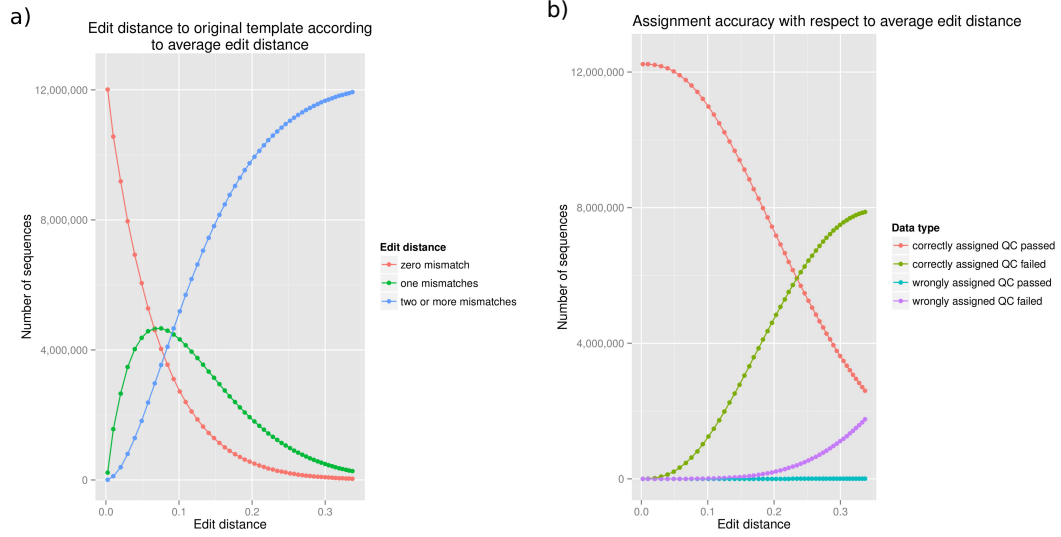 a)
Edit distance to original template according
to average edit distance
12,000,000
8,000,000
4,000,000
0
Number of sequences
0.0 0.1 0.2 0.3
Edit distance
Edit distance
zero mismatch
one mismatches
two or more mismatches
b)
Assignment accuracy with respect to average edit distance
12,000,000
8,000,000
4,000,000
0
Number of sequences
0.0 0.1 0.2 0.3
Edit distance
Data type
correctly assigned QC passed
correctly assigned QC failed
wrongly assigned QC passed
wrongly assigned QC failed